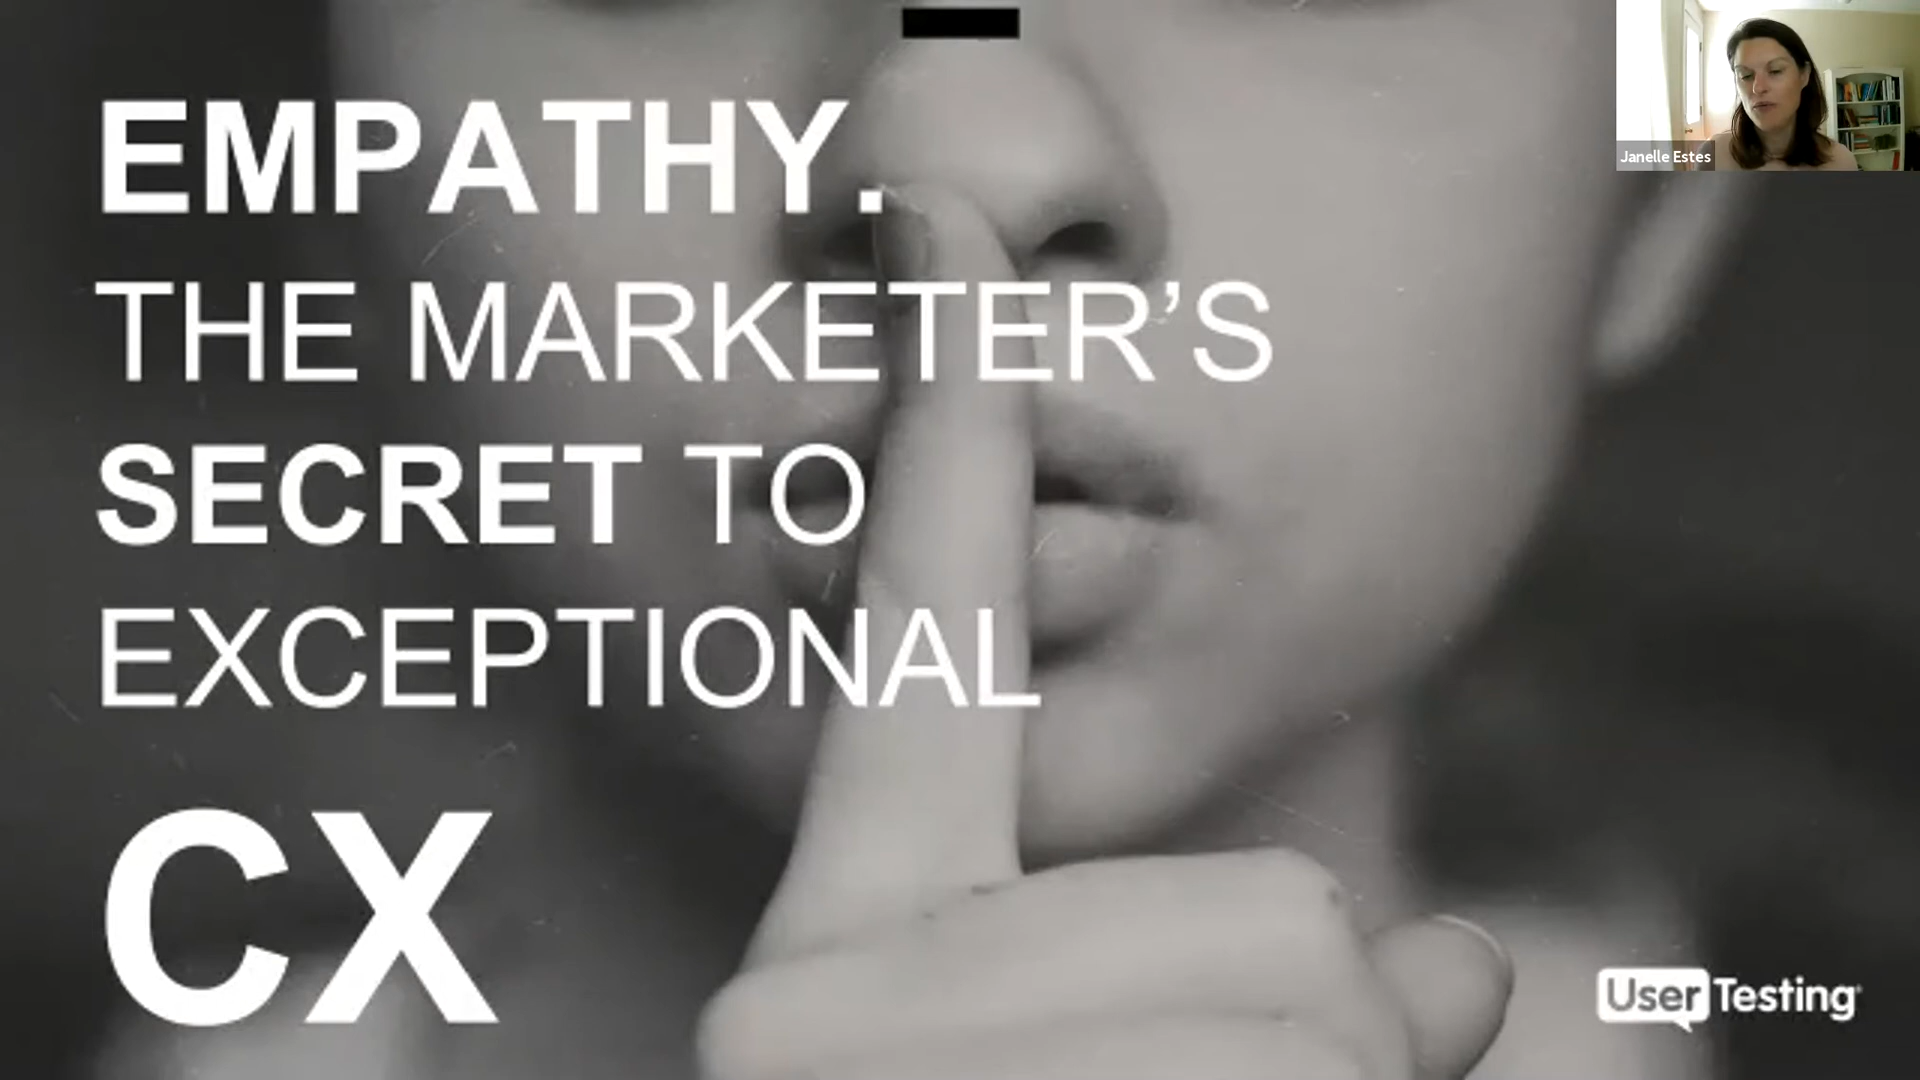 EMPATHY.
THE MARKETER’S
SECRET TO
EXCEPTIONAL
CX
Janelle Estes
UserTesting